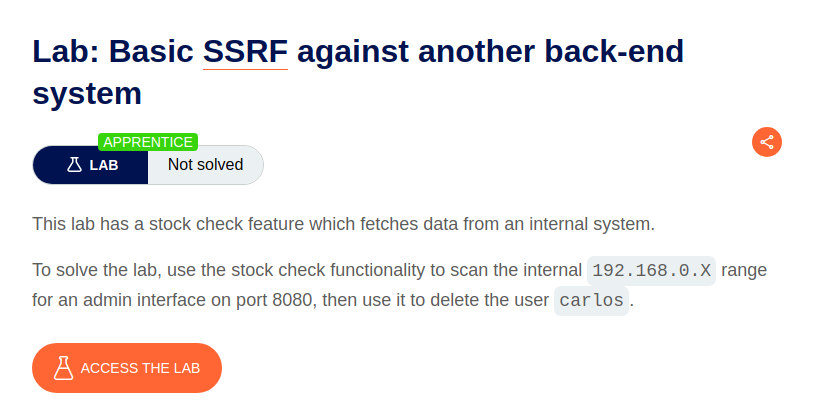 Lab: Basic SSRF against another back-end
system
APPRENTICE
LAB
Not solved
This lab has a stock check feature which fetches data from an internal system.
To solve the lab, use the stock check functionality to scan the internal 192.168.0.X range
for an admin interface on port 8080, then use it to delete the user carlos.
ACCESS THE LAB